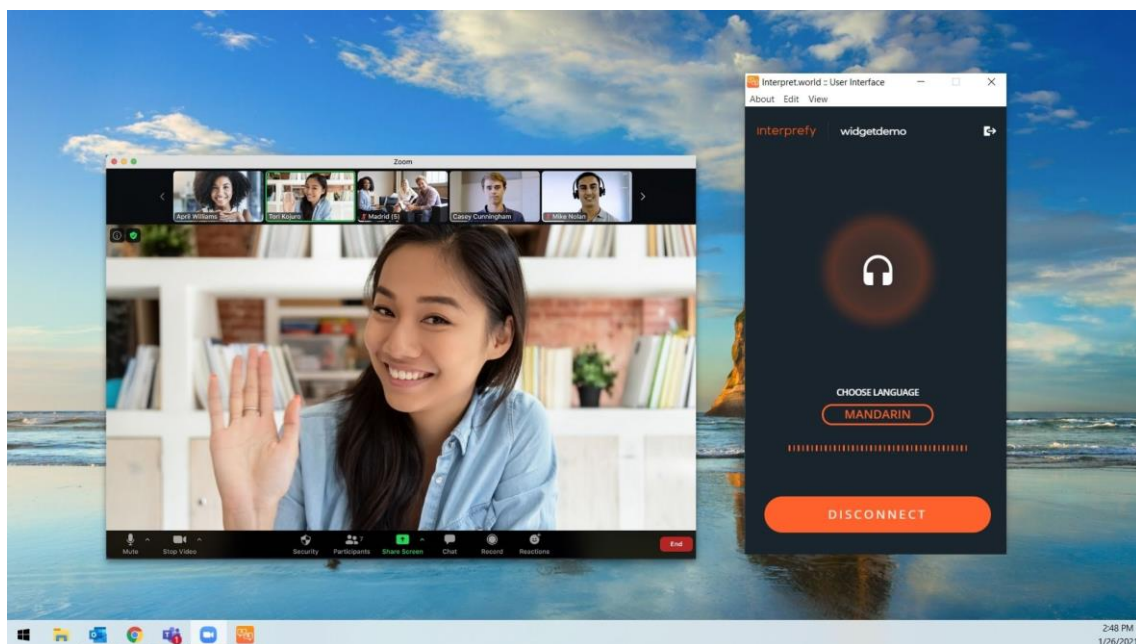 Zoom
April Williams
Tori Kojuro
Madrid (5)
Casey Cunningham
Mike Nolan
Mute
Stop Video
Security
Participants
7
Share Screen
Chat
Record
Reactions
End
Interpret.world :: User Interface
About Edit View
interprefy widgetdemo
CHOOSE LANGUAGE
MANDARIN
DISCONNECT
2:48 PM
1/26/2021